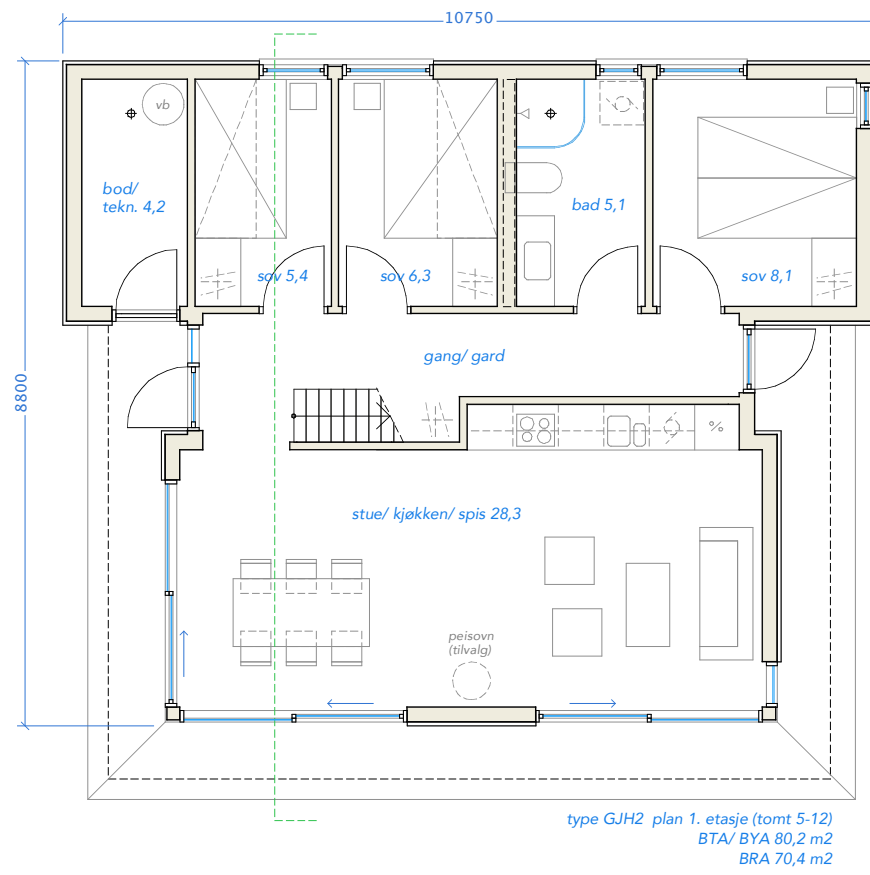 10750
8800
vb
bod/
tekn. 4,2
sov 5,4
sov 6,3
bad 5,1
sov 8,1
gang/ gard
%
stue/ kjøkken/ spis 28,3
peisovn
(tilvalg)
type GJH2 plan 1. etasje (tomt 5-12)
BTA/ BYA 80,2 m2
BRA 70,4 m2